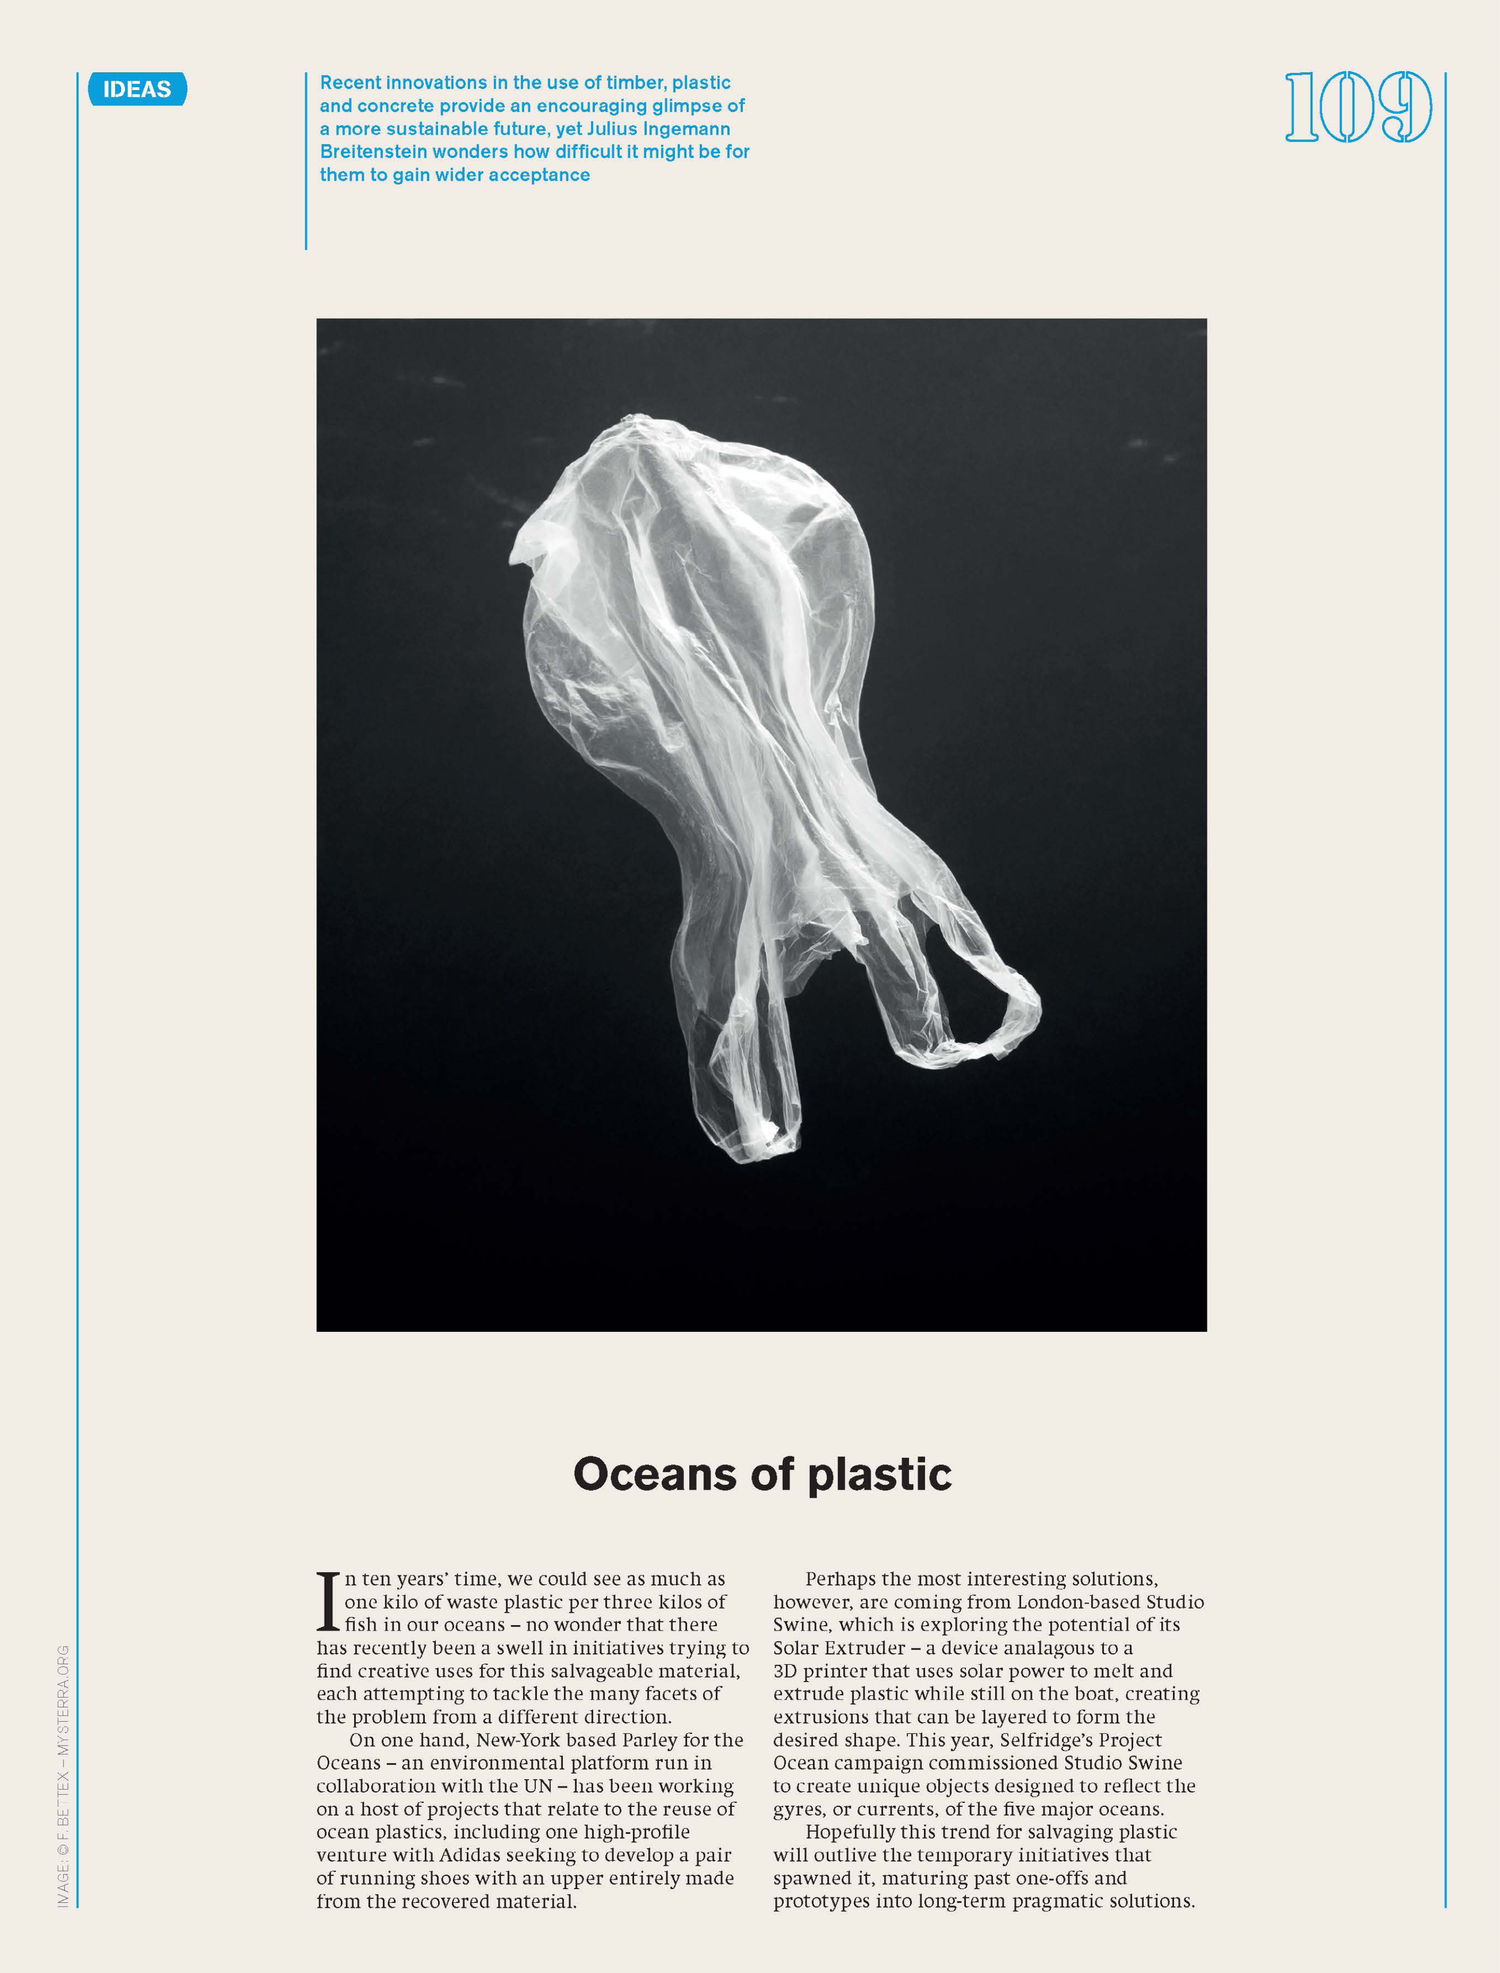 IDEAS
Recent innovations in the use of timber, plastic
and concrete provide an encouraging glimpse of
a more sustainable future, yet Julius Ingemann
Breitenstein wonders how difficult it might be for
them to gain wider acceptance
109
Oceans of plastic
In ten years' time, we could see as much as
one kilo of waste plastic per three kilos of
fish in our oceans – no wonder that there
has recently been a swell in initiatives trying to
find creative uses for this salvageable material,
each attempting to tackle the many facets of
the problem from a different direction.
On one hand, New-York based Parley for the
Oceans – an environmental platform run in
collaboration with the UN – has been working
on a host of projects that relate to the reuse of
ocean plastics, including one high-profile
venture with Adidas seeking to develop a pair
of running shoes with an upper entirely made
from the recovered material.
Perhaps the most interesting solutions,
however, are coming from London-based Studio
Swine, which is exploring the potential of its
Solar Extruder – a device analagous to a
3D printer that uses solar power to melt and
extrude plastic while still on the boat, creating
extrusions that can be layered to form the
desired shape. This year, Selfridge's Project
Ocean campaign commissioned Studio Swine
to create unique objects designed to reflect the
gyres, or currents, of the five major oceans.
Hopefully this trend for salvaging plastic
will outlive the temporary initiatives that
spawned it, maturing past one-offs and
prototypes into long-term pragmatic solutions.
IMAGE: © F. BETTEX – MYSTERRA.ORG